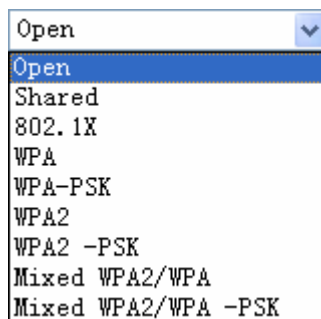 Open
Open
Shared
802.1X
WPA
WPA-PSK
WPA2
WPA2 -PSK
Mixed WPA2/WPA
Mixed WPA2/WPA -PSK